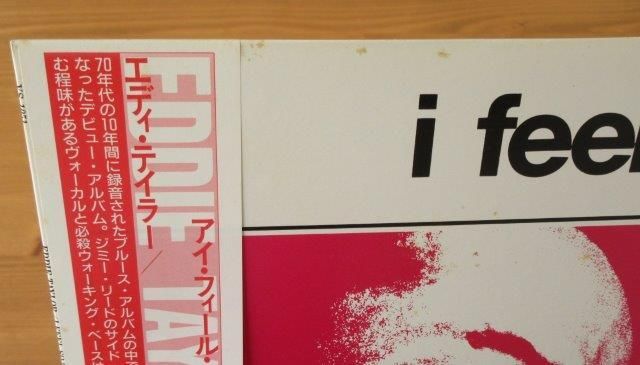 i feel
アイ・フィール・
エディ・テイラー／
EDDIE TAY
70年代の10年間に録音されたブルース・アルバムの中で
なったデビュー・アルバム。ジミー・リードのサイド
む程味があるヴォーカルと必殺ウォーキング・ベースは